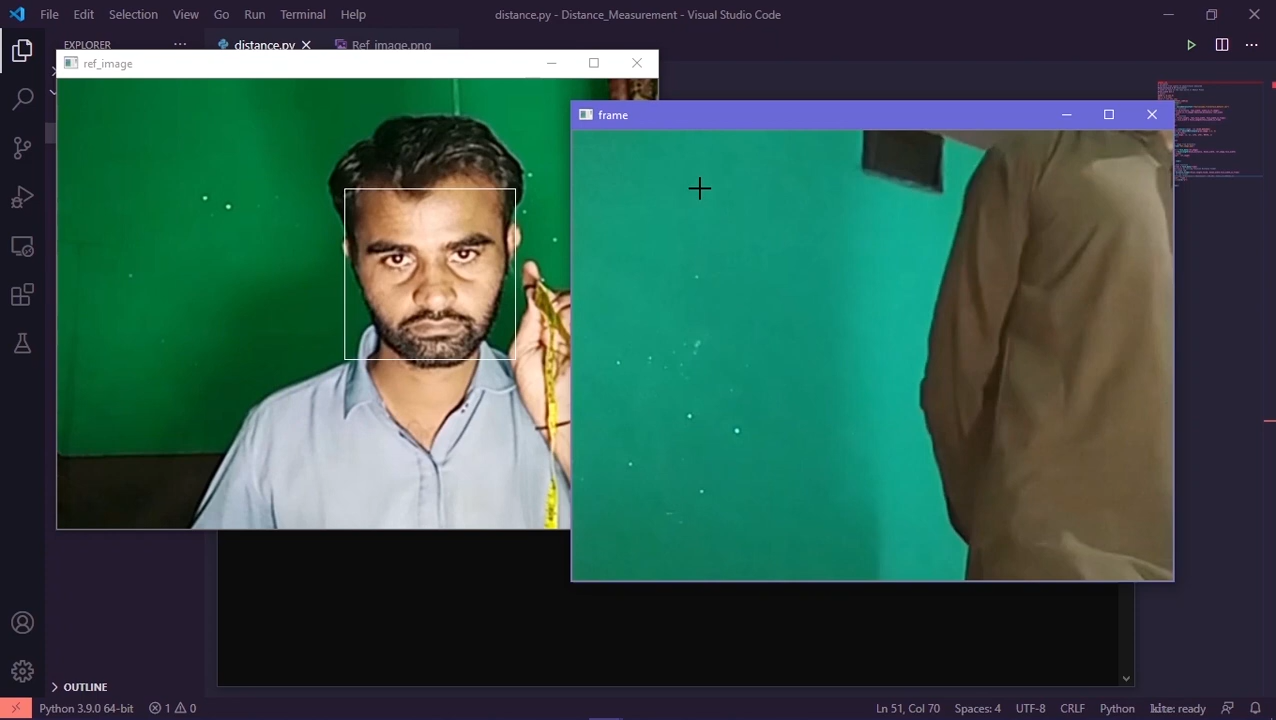 File Edit Selection View Go Run Terminal Help
distance.py - Distance_Measurement - Visual Studio Code
EXPLORER
distance.py
Ref_image.png
ref_image
frame
OUTLINE
Python 3.9.0 64-bit
1
0
Ln 51, Col 70
Spaces: 4
UTF-8
CRLF
Python
kite: ready